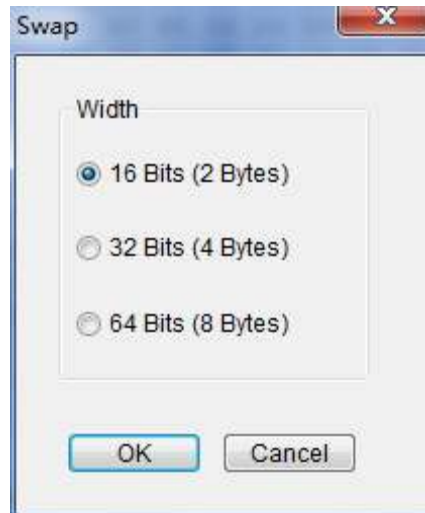 Swap
Width
16 Bits (2 Bytes)
32 Bits (4 Bytes)
64 Bits (8 Bytes)
OK
Cancel